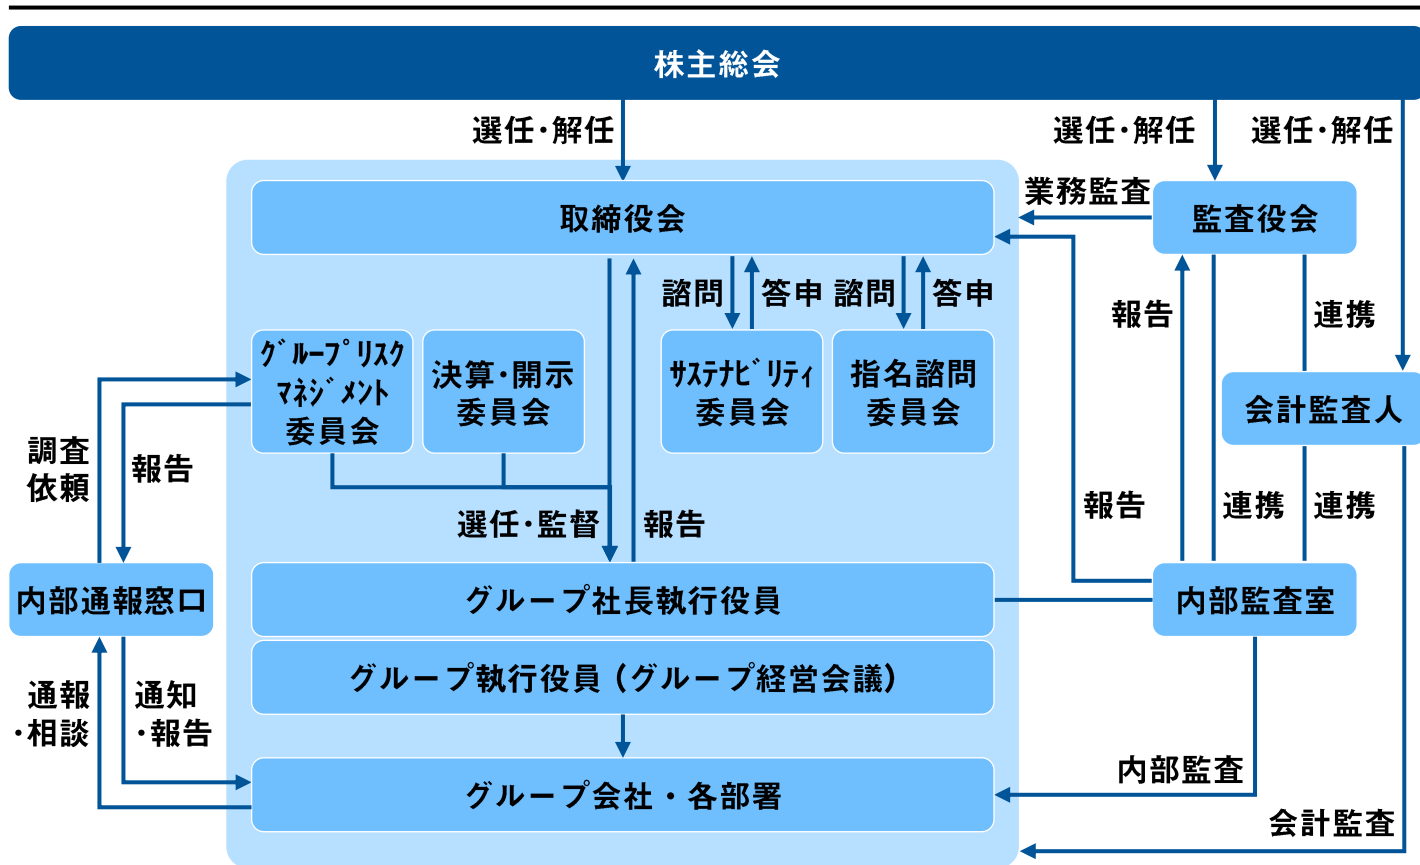 株主総会
選任・解任
選任・解任
選任・解任
取締役会
業務監査
監査役会
諮問
答申
諮問
答申
報告
連携
ｸﾞﾙｰﾌﾟﾘｽｸ
ﾏﾈｼﾞﾒﾝﾄ
委員会
決算・開示
委員会
ｻｽﾃﾅﾋﾞﾘﾃｨ
委員会
指名諮問
委員会
会計監査人
調査
依頼
報告
選任・監督
報告
報告
連携
連携
内部通報窓口
グループ社長執行役員
内部監査室
グループ執行役員（グループ経営会議）
通報
・相談
通知
・報告
グループ会社・各部署
内部監査
会計監査